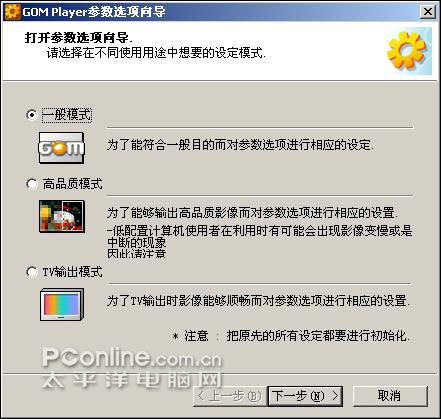 GOM Player参数选项向导
打开参数选项向导.
请选择在不同使用用途中想要的设定模式.
一般模式
GOM
为了能符合一般目的而对参数选项进行相应的设定.
高品质模式
为了能够输出高品质影像而对参数选项进行相应的设置.
-低配置计算机使用者在利用时有可能会出现影像变慢或是
中断的现象
因此请注意
TV输出模式
为了TV输出时影像能够顺畅而对参数选项进行相应的设置.
* 注意 : 把原先的所有设定都要进行初始化.
PConline.com.cn
太平洋电脑网
< 上一步(B) 下一步(N) > 取消